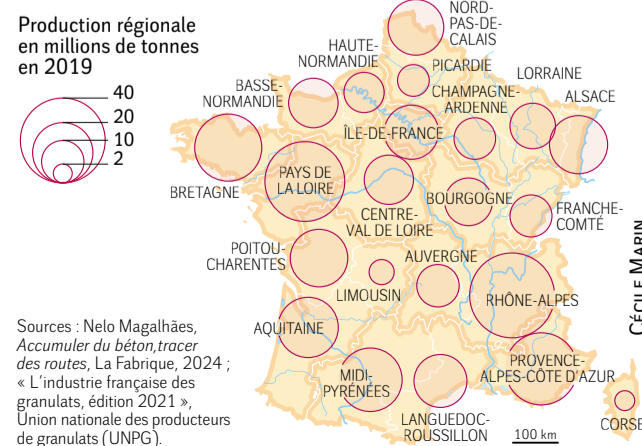 Production régionale
en millions de tonnes
en 2019
40
20
10
2
NORD-
PAS-DE-
CALAIS
HAUTE-
NORMANDIE
PICARDIE
BASSE-
NORMANDIE
CHAMPAGNE-
ARDENNE
LORRAINE
ALSACE
ÎLE-DE-FRANCE
BRETAGNE
PAYS DE
LA LOIRE
CENTRE-
VAL DE LOIRE
BOURGOGNE
FRANCHE-
COMTÉ
POITOU-
CHARENTES
LIMOUSIN
AUVERGNE
RHÔNE-ALPES
AQUITAINE
MIDI-
PYRÉNÉES
LANGUEDOC-
ROUSSILLON
PROVENCE-
ALPES-CÔTE D'AZUR
CORSE
100 km
CÉCILE MARIN
Sources : Nelo Magalhães,
Accumuler du béton,tracer
des routes, La Fabrique, 2024 ;
« L'industrie française des
granulats, édition 2021 »,
Union nationale des producteurs
de granulats (UNPG).